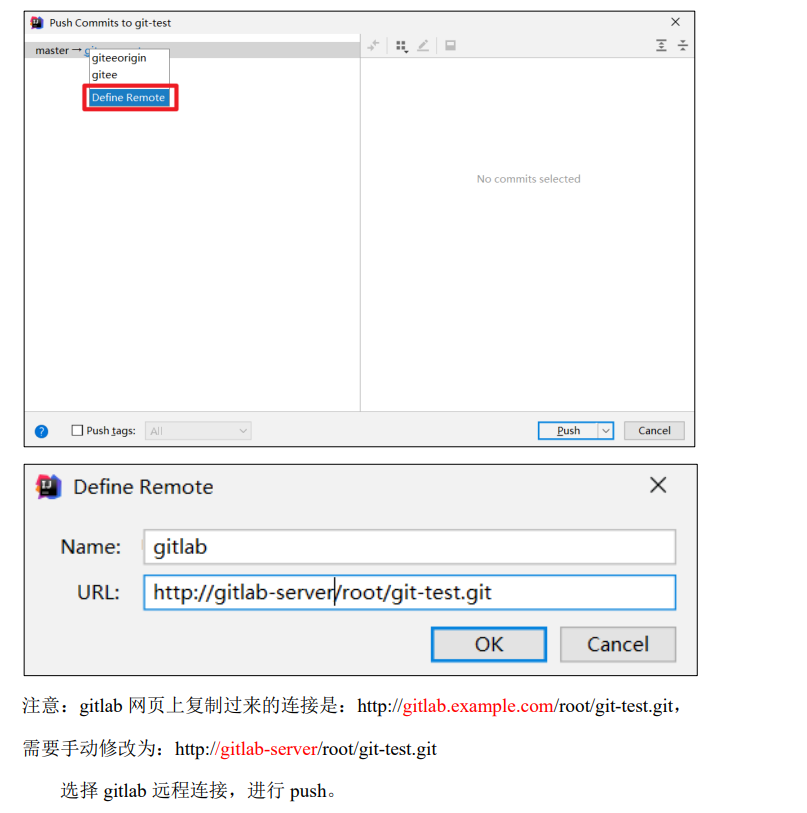 Push Commits to git-test
master →
giteeorigin
gitee
Define Remote
No commits selected
Push tags:
All
Push
Cancel
Define Remote
Name:
gitlab
URL:
http://gitlab-server/root/git-test.git
OK
Cancel
注意：gitlab 网页上复制过来的连接是：http://gitlab.example.com/root/git-test.git，
需要手动修改为：http://gitlab-server/root/git-test.git
选择 gitlab 远程连接，进行 push。